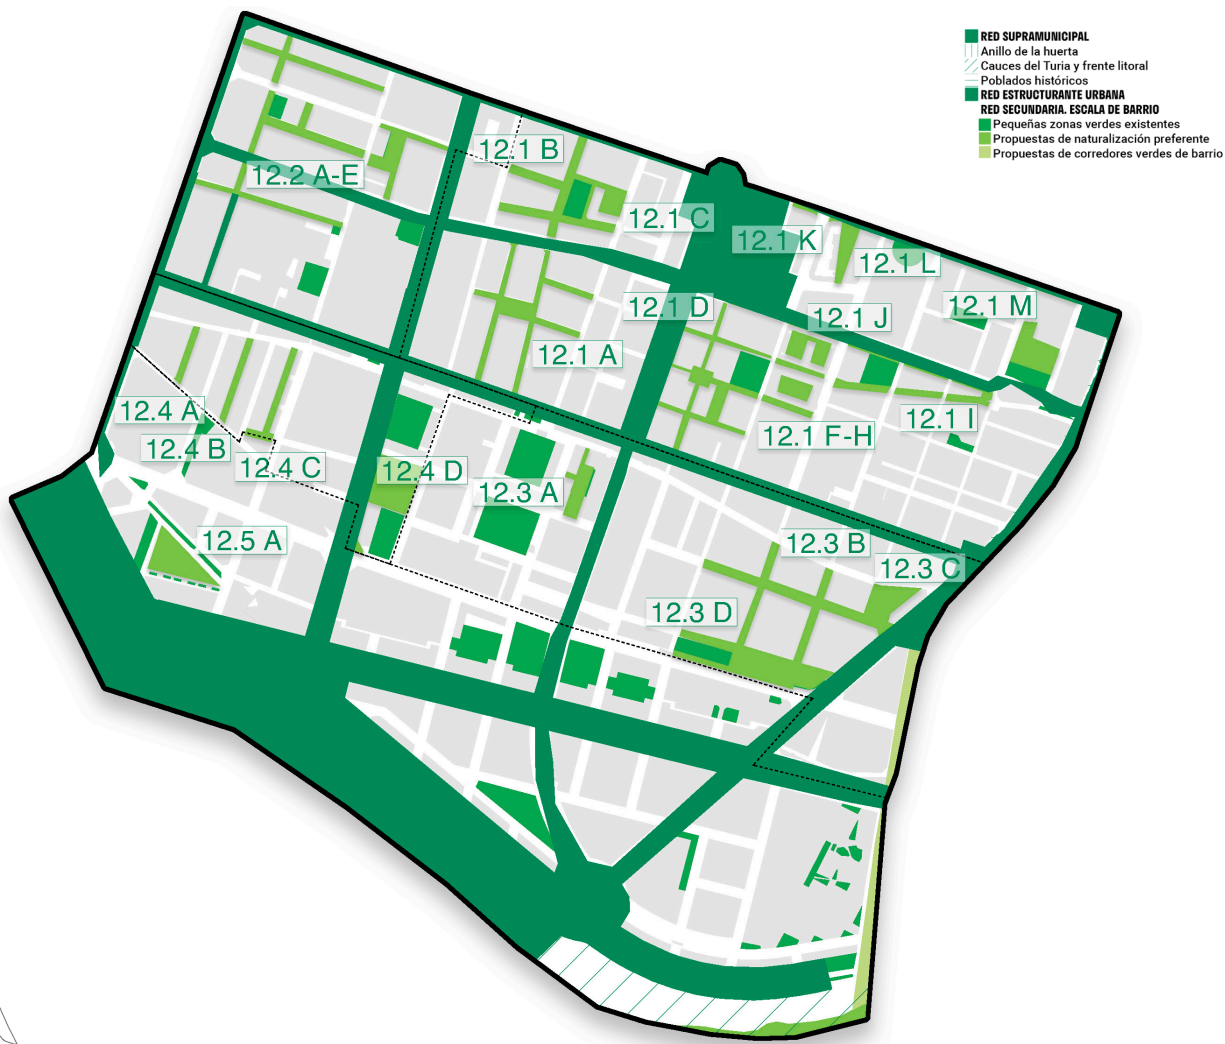 RED SUPRAMUNICIPAL
Anillo de la huerta
Cauces del Turia y frente litoral
Poblados históricos
RED ESTRUCTURANTE URBANA
RED SECUNDARIA. ESCALA DE BARRIO
Pequeñas zonas verdes existentes
Propuestas de naturalización preferente
Propuestas de corredores verdes de barrio
12.1 B
12.2 A-E
12.1 C
12.1 K
12.1 L
12.1 D
12.1 M
12.1 J
12.1 A
12.4 A
12.1 I
12.1 F-H
12.4 B
12.4 C
12.4 D
12.3 A
12.5 A
12.3 B
12.3 C
12.3 D